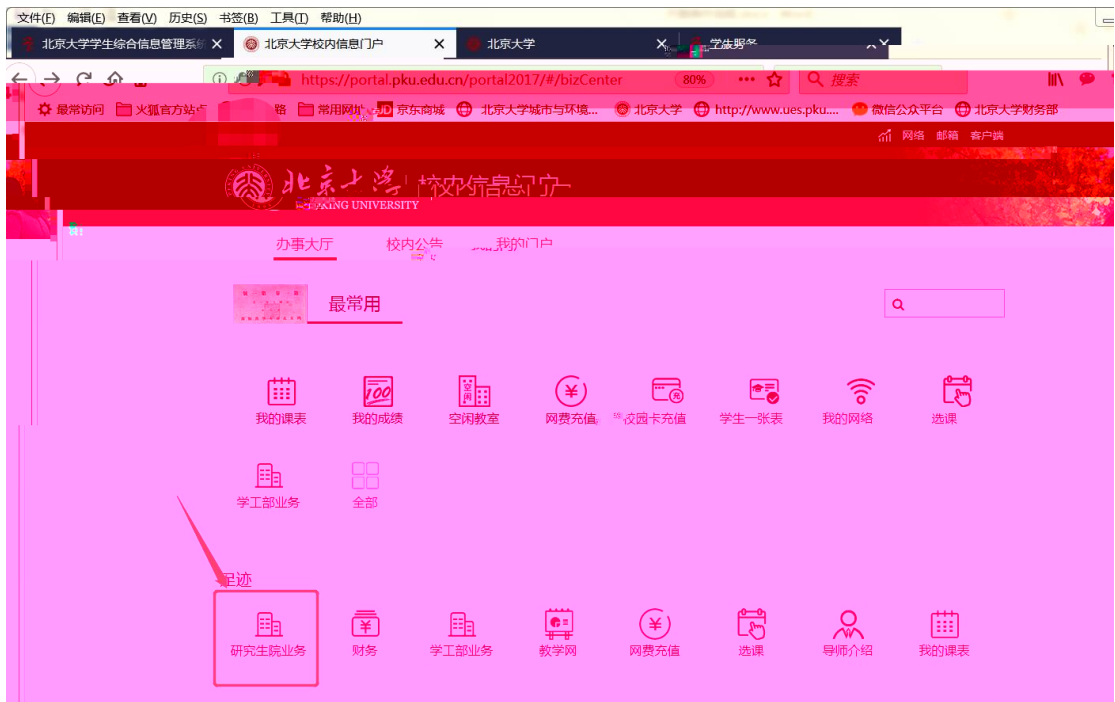 文件(F) 编辑(E) 查看(V) 历史(S) 书签(B) 工具(T) 帮助(H)
北京大学学生综合信息管理系统 北京大学校内信息门户 北京大学
https://portal.pku.edu.cn/portal2017/#/bizCenter 80% 搜索
最常访问 火狐官方站点 常用网址 京东商城 北京大学城市与环境... 北京大学 http://www.ues.pku.... 微信公众平台 北京大学财务部
网络 邮箱 客户端
北京大学 校内信息门户
PEKING UNIVERSITY
办事大厅 校内公告 我的门户
最常用
我的课表 我的成绩 空闲教室 网费充值 校园卡充值 学生一张表 我的网络 选课
学工部业务 全部
足迹
研究生院业务 财务 学工部业务 教学网 网费充值 选课 导师介绍 我的课表